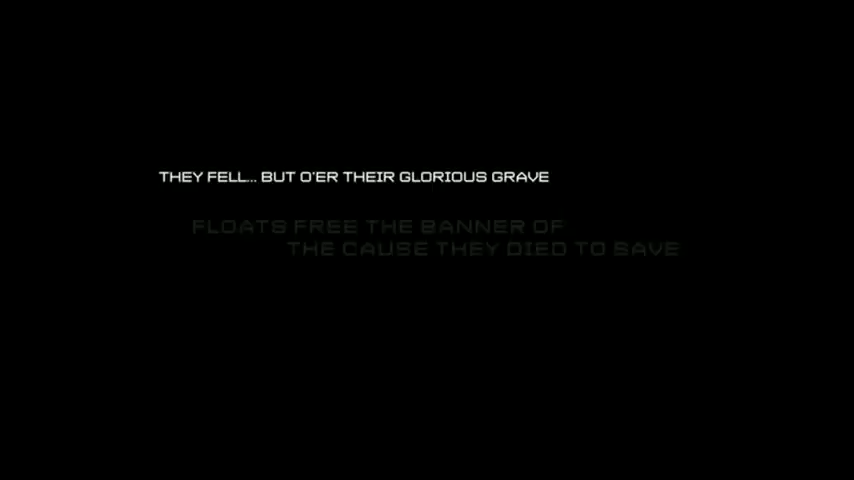 THEY FELL... BUT O'ER THEIR GLORIOUS GRAVE
FLOATS FREE THE BANNER OF
THE CAUSE THEY DIED TO SAVE